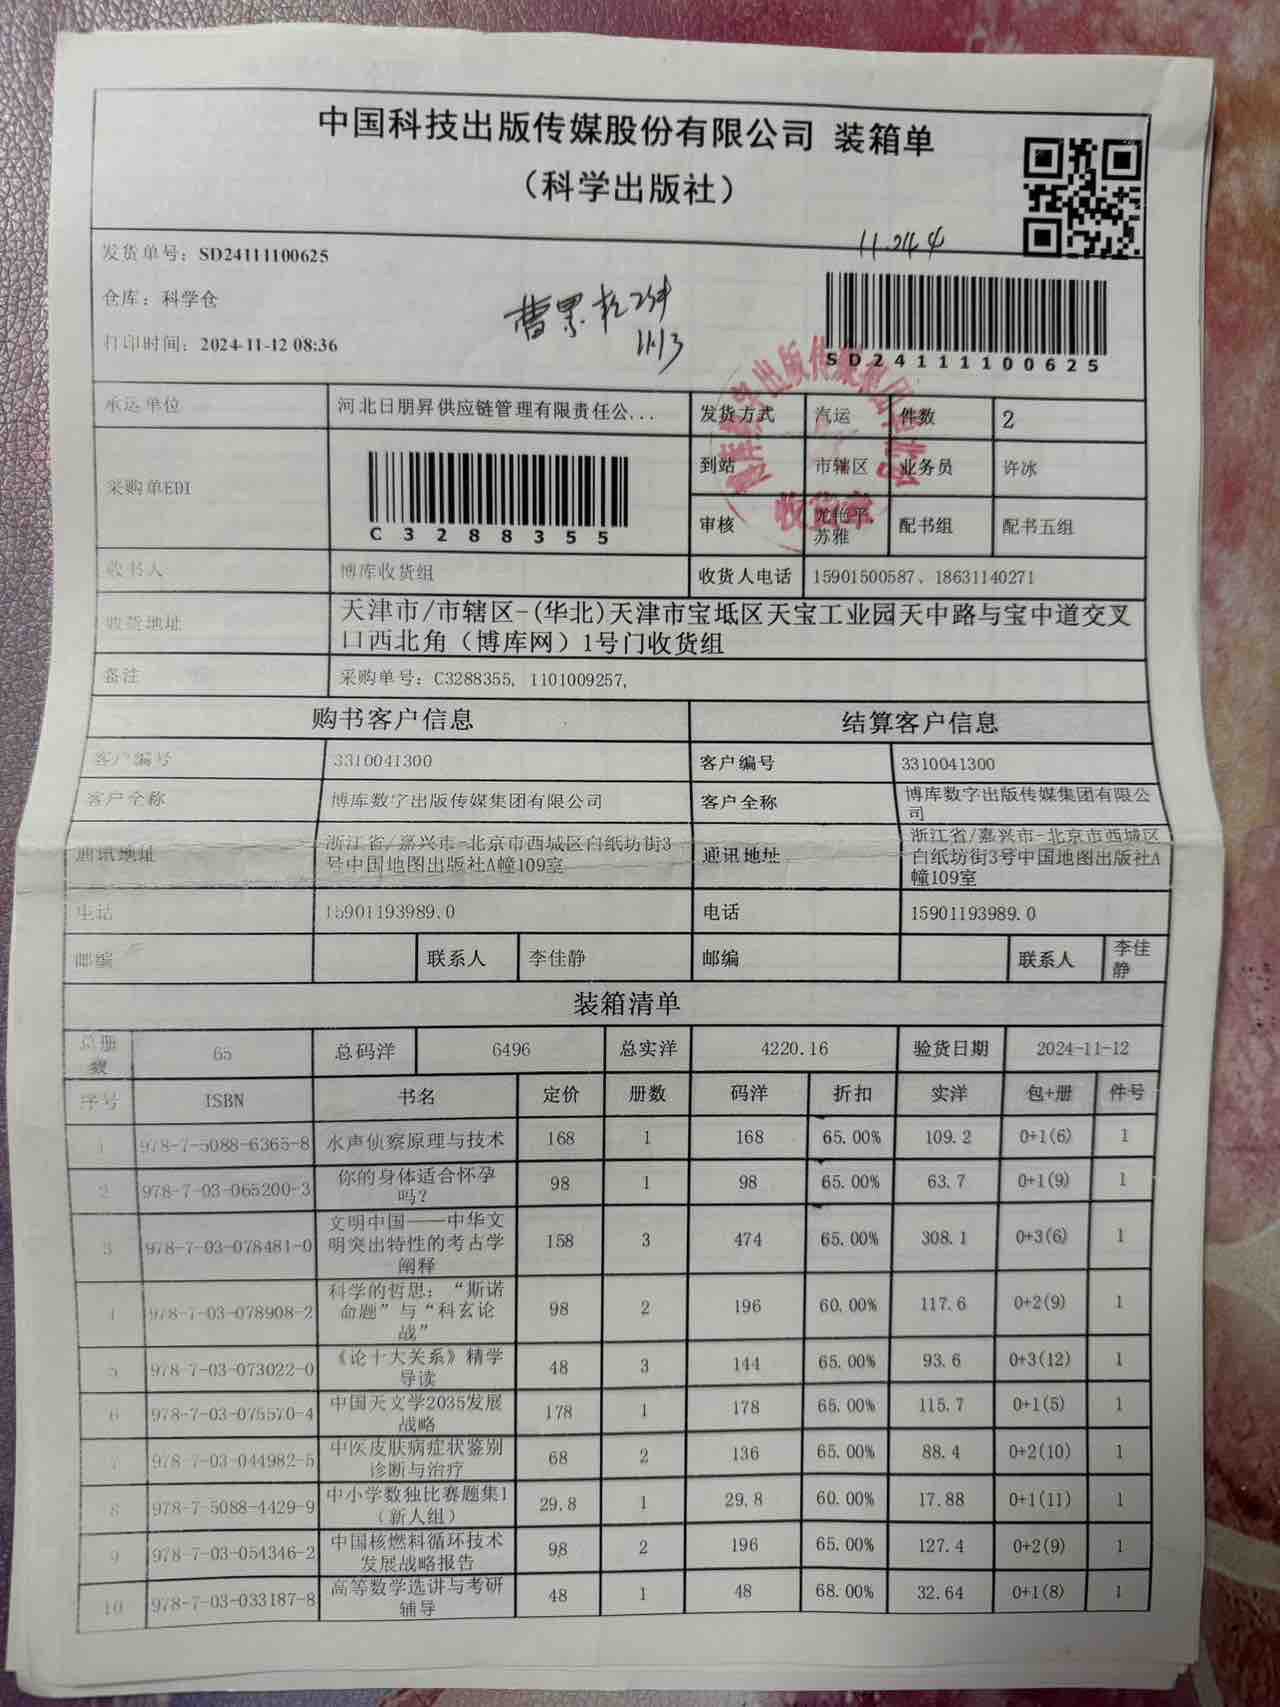 中国科技出版传媒股份有限公司 装箱单
（科学出版社）
发货单号：SD24111100625
11.24.4
仓库：科学仓
2件
11.13
打印时间：2024-11-12 08:36
SD24111100625
承运单位 河北日朋昇供应链管理有限责任公... 发货方式 汽运 件数 2
采购单EDI C3288355 到站 市辖区 业务员 许冰
审核 尤艳平,
苏雅 配书组 配书五组
收货章
收书人 博库收货组 收货人电话 15901500587、18631140271
收货地址 天津市/市辖区-(华北)天津市宝坻区天宝工业园天中路与宝中道交叉
口西北角（博库网）1号门收货组
备注 采购单号：C3288355, 1101009257,
购书客户信息 结算客户信息
客户编号 3310041300 客户编号 3310041300
客户全称 博库数字出版传媒集团有限公司 客户全称 博库数字出版传媒集团有限公
司
通讯地址 浙江省/嘉兴市-北京市西城区白纸坊街3
号中国地图出版社A幢109室 通讯地址 浙江省/嘉兴市-北京市西城区
白纸坊街3号中国地图出版社A
幢109室
电话 15901193989.0 电话 15901193989.0
邮编 联系人 李佳静 邮编 联系人 李佳
静
装箱清单
总册
数 65 总码洋 6496 总实洋 4220.16 验货日期 2024-11-12
序号 ISBN 书名 定价 册数 码洋 折扣 实洋 包+册 件号
1 978-7-5088-6365-8 水声侦察原理与技术 168 1 168 65.00% 109.2 0+1(6) 1
2 978-7-03-065200-3 你的身体适合怀孕
吗？ 98 1 98 65.00% 63.7 0+1(9) 1
3 978-7-03-078481-0 文明中国——中华文
明突出特性的考古学
阐释 158 3 474 65.00% 308.1 0+3(6) 1
4 978-7-03-078908-2 科学的哲思：“斯诺
命题”与“科玄论
战” 98 2 196 60.00% 117.6 0+2(9) 1
5 978-7-03-073022-0 《论十大关系》精学
导读 48 3 144 65.00% 93.6 0+3(12) 1
6 978-7-03-075570-4 中国天文学2035发展
战略 178 1 178 65.00% 115.7 0+1(5) 1
7 978-7-03-044982-5 中医皮肤病症状鉴别
诊断与治疗 68 2 136 65.00% 88.4 0+2(10) 1
8 978-7-5088-4429-9 中小学数独比赛题集1
（新人组） 29.8 1 29.8 60.00% 17.88 0+1(11) 1
9 978-7-03-054346-2 中国核燃料循环技术
发展战略报告 98 2 196 65.00% 127.4 0+2(9) 1
10 978-7-03-033187-8 高等数学选讲与考研
辅导 48 1 48 68.00% 32.64 0+1(8) 1